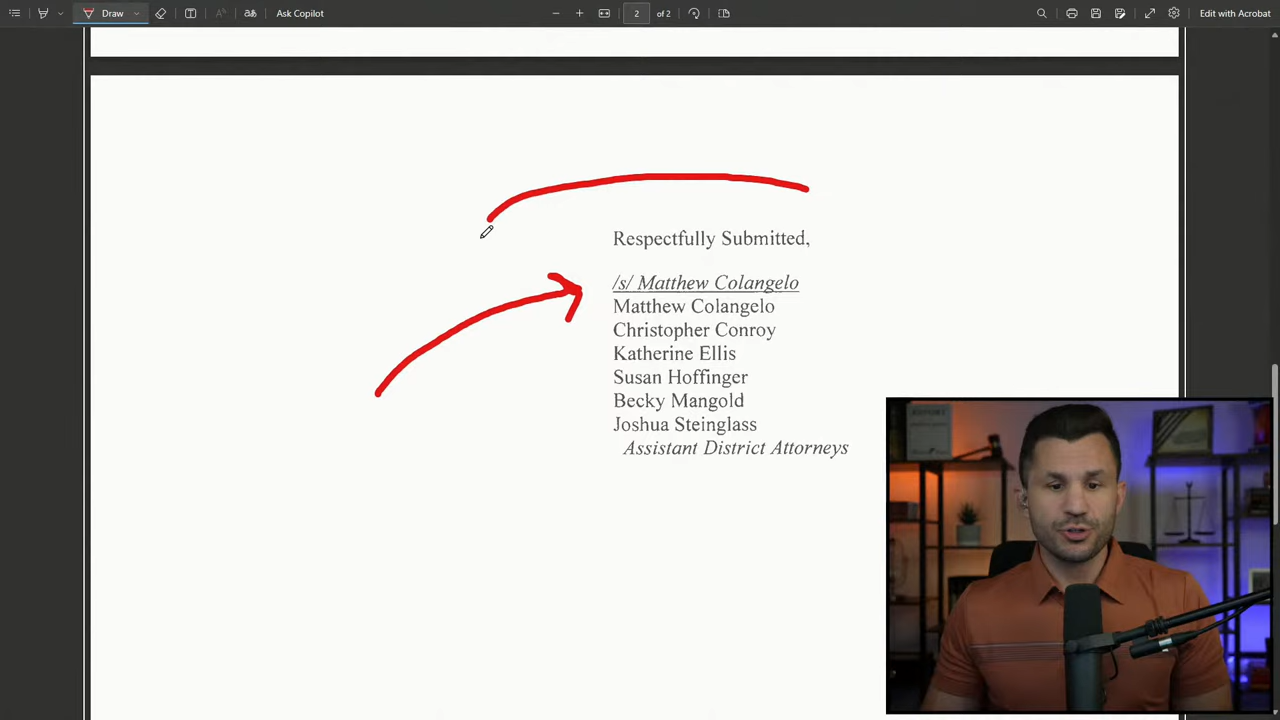 Draw
Ask Copilot
2 of 2
Edit with Acrobat
Respectfully Submitted,
/s/ Matthew Colangelo
Matthew Colangelo
Christopher Conroy
Katherine Ellis
Susan Hoffinger
Becky Mangold
Joshua Steinglass
Assistant District Attorneys